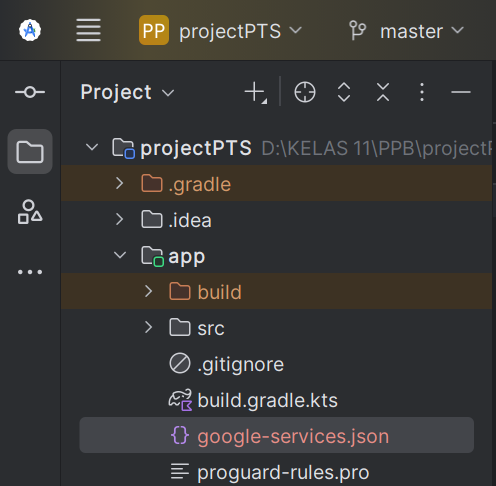 PP projectPTS master
Project
projectPTS D:\KELAS 11\PPB\project
.gradle
.idea
app
build
src
.gitignore
build.gradle.kts
{} google-services.json
proguard-rules.pro